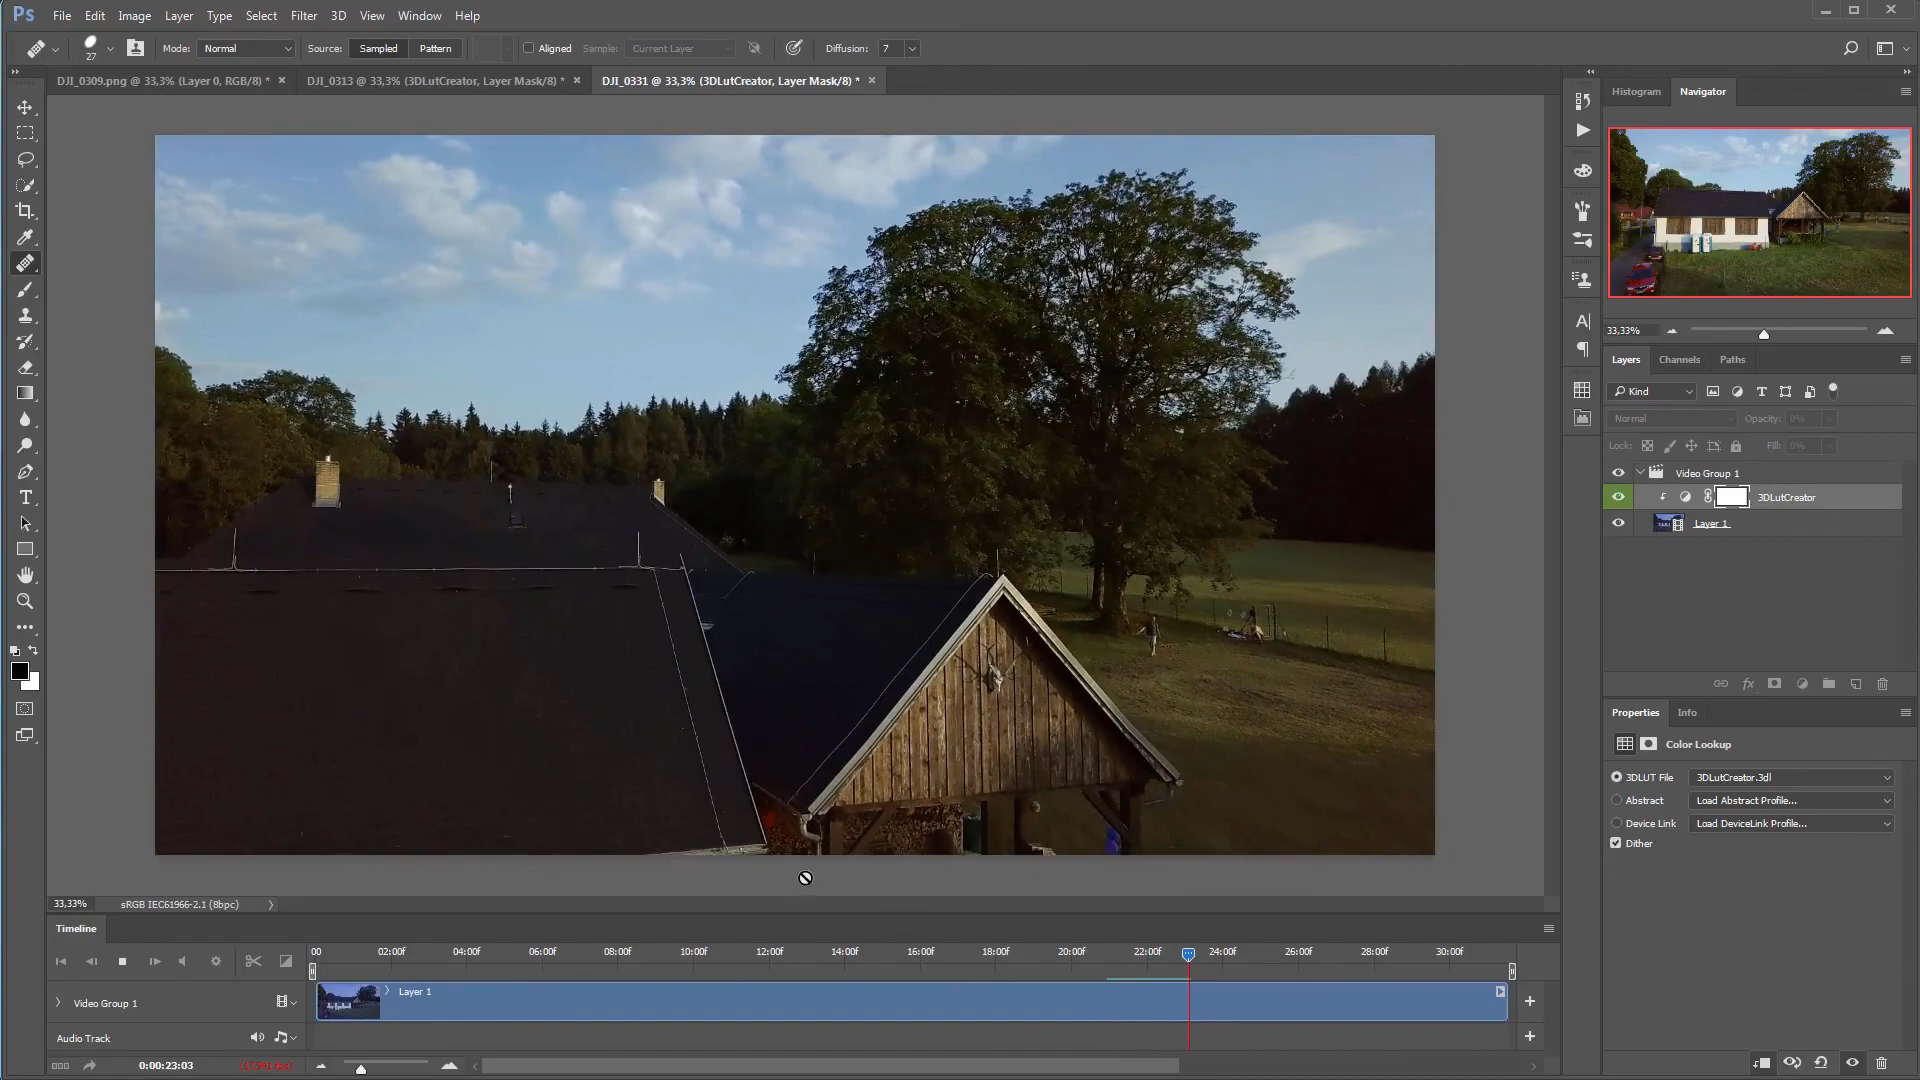 Ps File Edit Image Layer Type Select Filter 3D View Window Help
27 Mode: Normal Source: Sampled Pattern Aligned Sample: Current Layer Diffusion: 7
DJI_0309.png @ 33,3% (Layer 0, RGB/8) * DJI_0313 @ 33,3% (3DLutCreator, Layer Mask/8) * DJI_0331 @ 33,3% (3DLutCreator, Layer Mask/8) *
Histogram Navigator
33,33%
Layers Channels Paths
Kind
Normal Opacity: 0%
Lock: Fill: 0%
Video Group 1
3DLutCreator
Layer 1
Properties Info
Color Lookup
3DLUT File 3DLutCreator.3dl
Abstract Load Abstract Profile...
Device Link Load DeviceLink Profile...
Dither
33,33% sRGB IEC61966-2.1 (8bpc)
Timeline
00 02:00f 04:00f 06:00f 08:00f 10:00f 12:00f 14:00f 16:00f 18:00f 20:00f 22:00f 24:00f 26:00f 28:00f 30:00f
Video Group 1 Layer 1
Audio Track
0:00:23:03